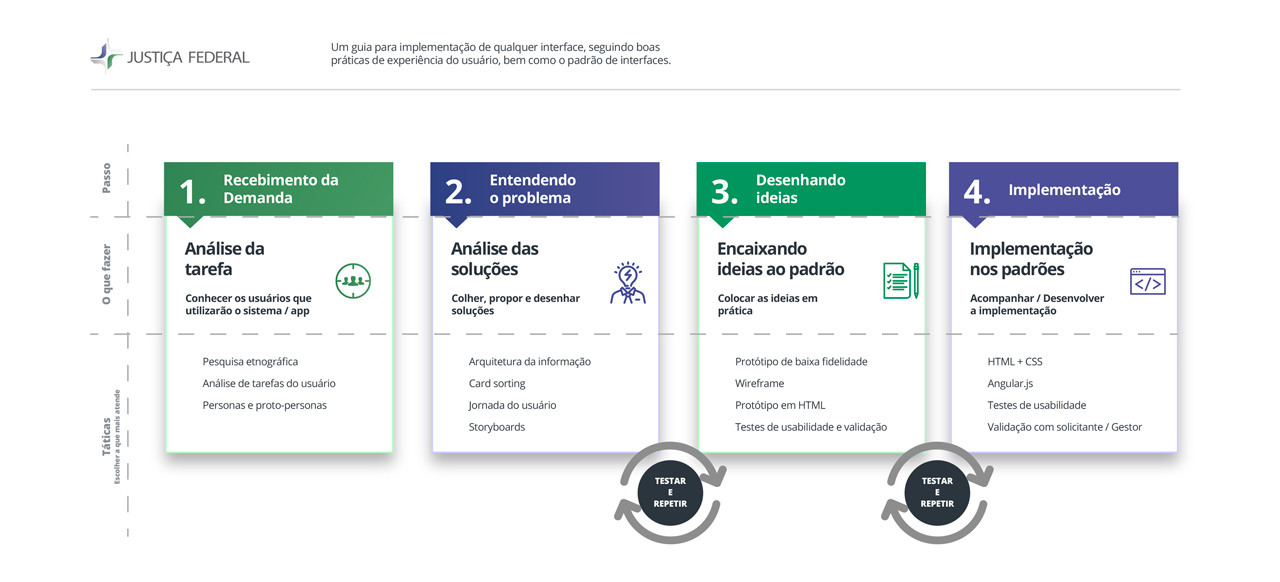 JUSTIÇA FEDERAL
Um guia para implementação de qualquer interface, seguindo boas
práticas de experiência do usuário, bem como o padrão de interfaces.
Passo
1.
Recebimento da
Demanda
2.
Entendendo
o problema
3.
Desenhando
ideias
4.
Implementação
O que fazer
Análise da
tarefa
Conhecer os usuários que
utilizarão o sistema / app
Análise das
soluções
Colher, propor e desenhar
soluções
Encaixando
ideias ao padrão
Colocar as ideias em
prática
Implementação
nos padrões
Acompanhar / Desenvolver
a implementação
Táticas
Escolher a que mais atende
Pesquisa etnográfica
Análise de tarefas do usuário
Personas e proto-personas
Arquitetura da informação
Card sorting
Jornada do usuário
Storyboards
Protótipo de baixa fidelidade
Wireframe
Protótipo em HTML
Testes de usabilidade e validação
HTML + CSS
Angular.js
Testes de usabilidade
Validação com solicitante / Gestor
TESTAR
E
REPETIR
TESTAR
E
REPETIR